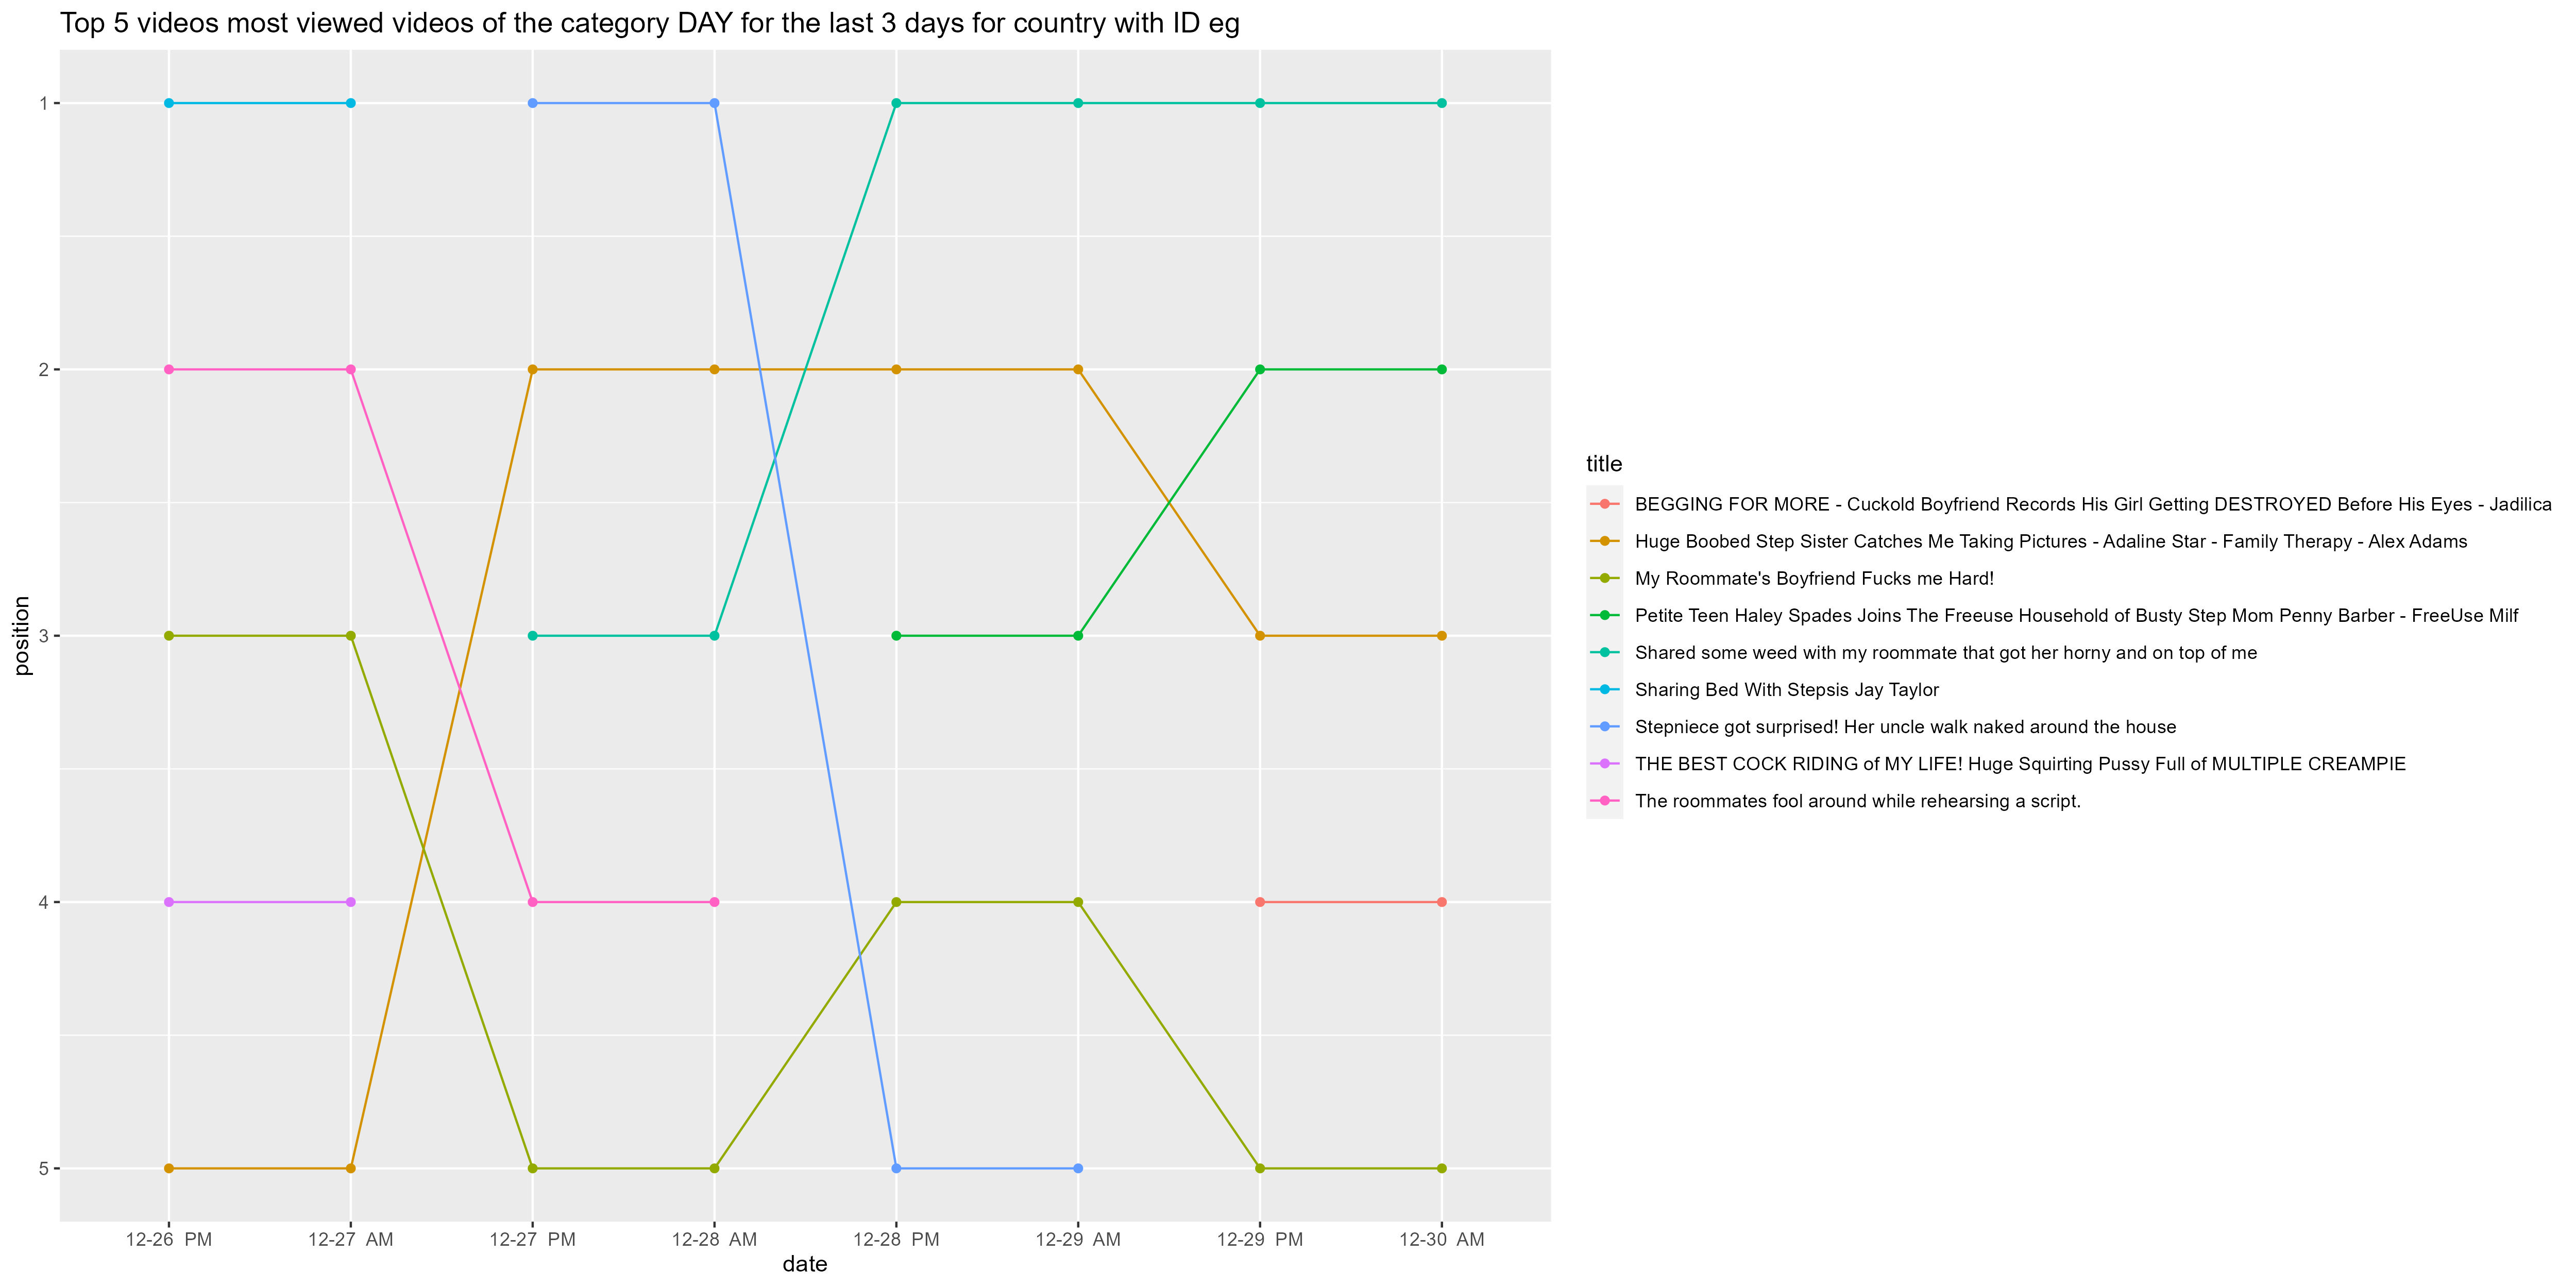 Top 5 videos most viewed videos of the category DAY for the last 3 days for country with ID eg
position
1
2
3
4
5
12-26 PM
12-27 AM
12-27 PM
12-28 AM
12-28 PM
12-29 AM
12-29 PM
12-30 AM
date
title
BEGGING FOR MORE - Cuckold Boyfriend Records His Girl Getting DESTROYED Before His Eyes - Jadilica
Huge Boobed Step Sister Catches Me Taking Pictures - Adaline Star - Family Therapy - Alex Adams
My Roommate's Boyfriend Fucks me Hard!
Petite Teen Haley Spades Joins The Freeuse Household of Busty Step Mom Penny Barber - FreeUse Milf
Shared some weed with my roommate that got her horny and on top of me
Sharing Bed With Stepsis Jay Taylor
Stepniece got surprised! Her uncle walk naked around the house
THE BEST COCK RIDING of MY LIFE! Huge Squirting Pussy Full of MULTIPLE CREAMPIE
The roommates fool around while rehearsing a script.